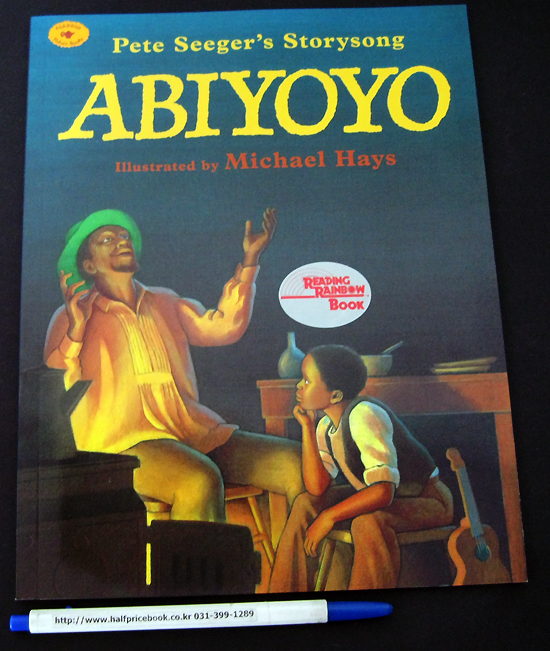 Pete Seeger's Storysong
ABIYOYO
Illustrated by Michael Hays
READING
RAINBOW
BOOK
http://www.halfpricebook.co.kr 031-399-1289